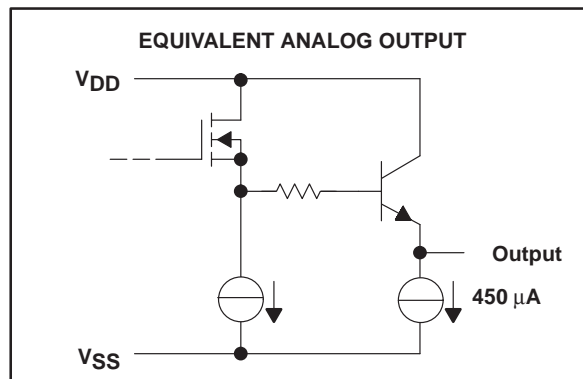 EQUIVALENT ANALOG OUTPUT
VDD
Output
450 μA
VSS